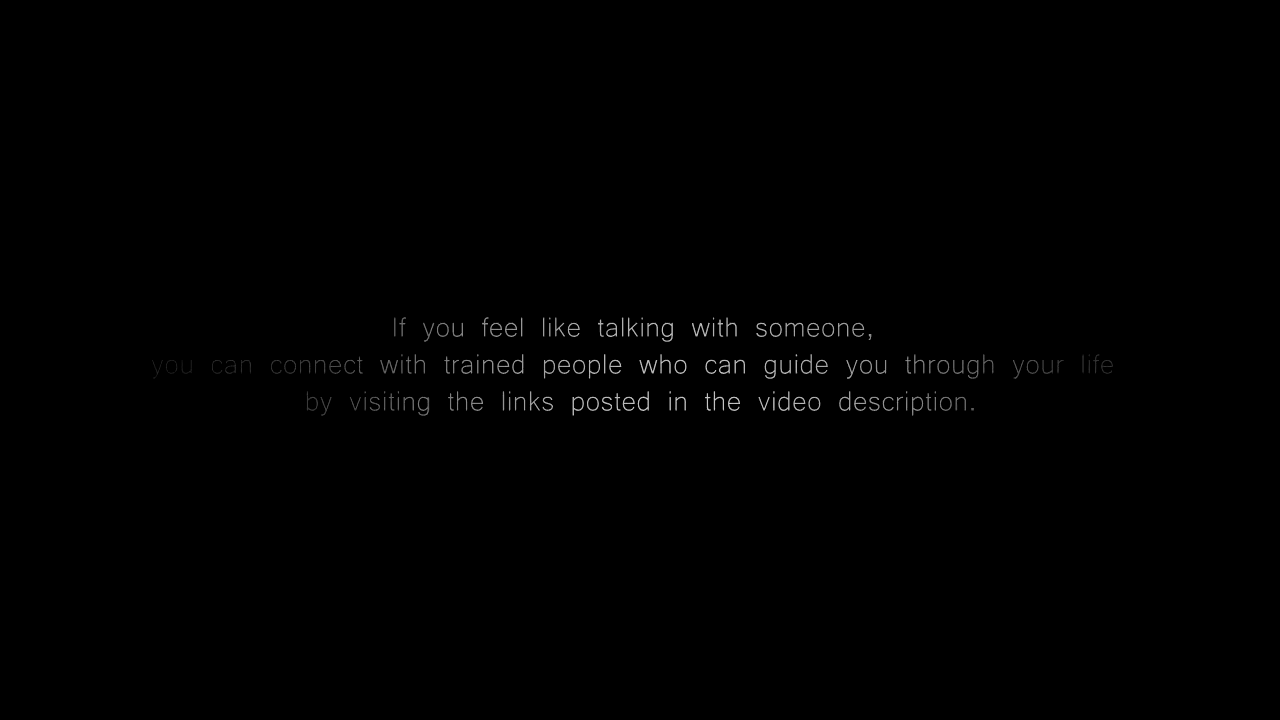 If you feel like talking with someone,
you can connect with trained people who can guide you through your life
by visiting the links posted in the video description.